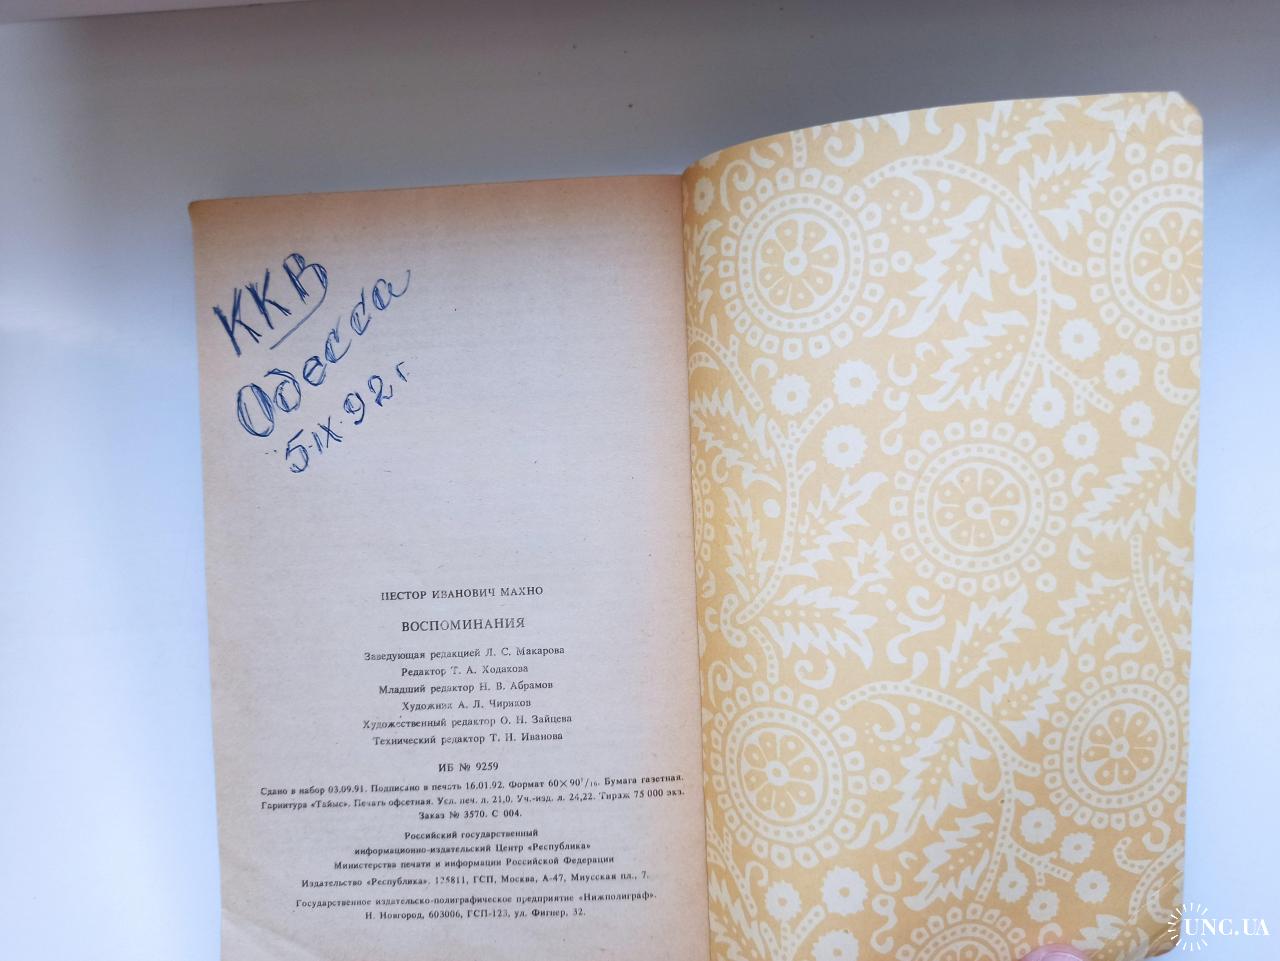 ККВ
Одесса
5·IX·92 г.
НЕСТОР ИВАНОВИЧ МАХНО
ВОСПОМИНАНИЯ
Заведующая редакцией Л. С. Макарова
Редактор Т. А. Ходакова
Младший редактор Н. В. Абрамов
Художник А. Л. Чириков
Художественный редактор О. Н. Зайцева
Технический редактор Т. Н. Иванова
ИБ № 9259
Сдано в набор 03.09.91. Подписано в печать 16.01.92. Формат 60×90¹/₁₆. Бумага газетная.
Гарнитура «Таймс». Печать офсетная. Усл. печ. л. 21,0. Уч.-изд. л. 24,22. Тираж 75 000 экз.
Заказ № 3570. С 004.
Российский государственный
информационно-издательский Центр «Республика»
Министерства печати и информации Российской Федерации
Издательство «Республика». 125811, ГСП, Москва, А-47, Миусская пл., 7.
Государственное издательско-полиграфическое предприятие «Нижполиграф».
Н. Новгород, 603006, ГСП-123, ул. Фигнер, 32.
UNC.UA